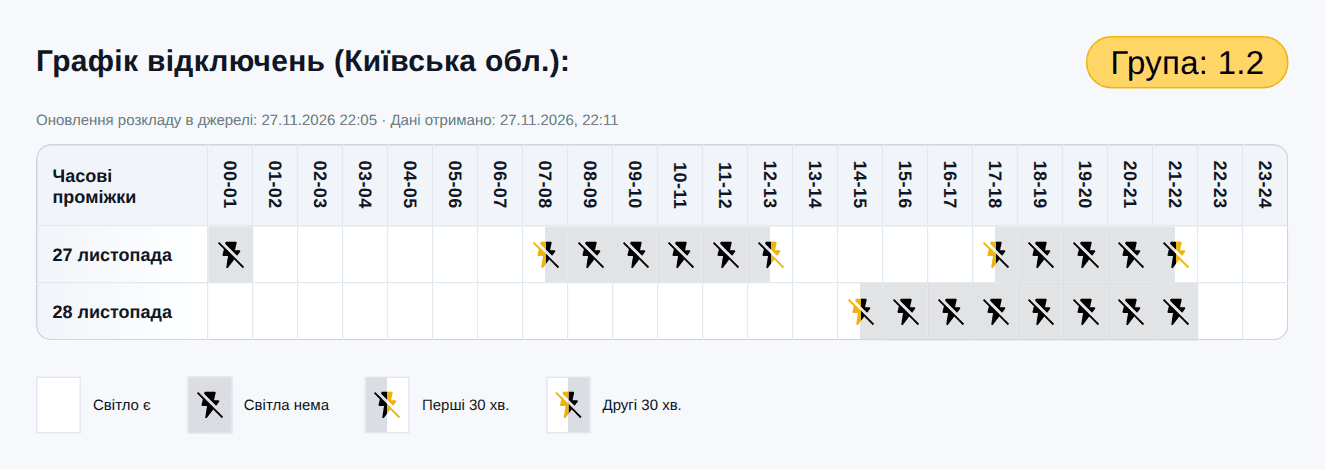 Графік відключень (Київська обл.):
Група: 1.2
Оновлення розкладу в джерелі: 27.11.2026 22:05 · Дані отримано: 27.11.2026, 22:11
Часові
проміжки
00-01 01-02 02-03 03-04 04-05 05-06 06-07 07-08 08-09 09-10 10-11 11-12 12-13 13-14 14-15 15-16 16-17 17-18 18-19 19-20 20-21 21-22 22-23 23-24
27 листопада
28 листопада
Світло є
Світла нема
Перші 30 хв.
Другі 30 хв.